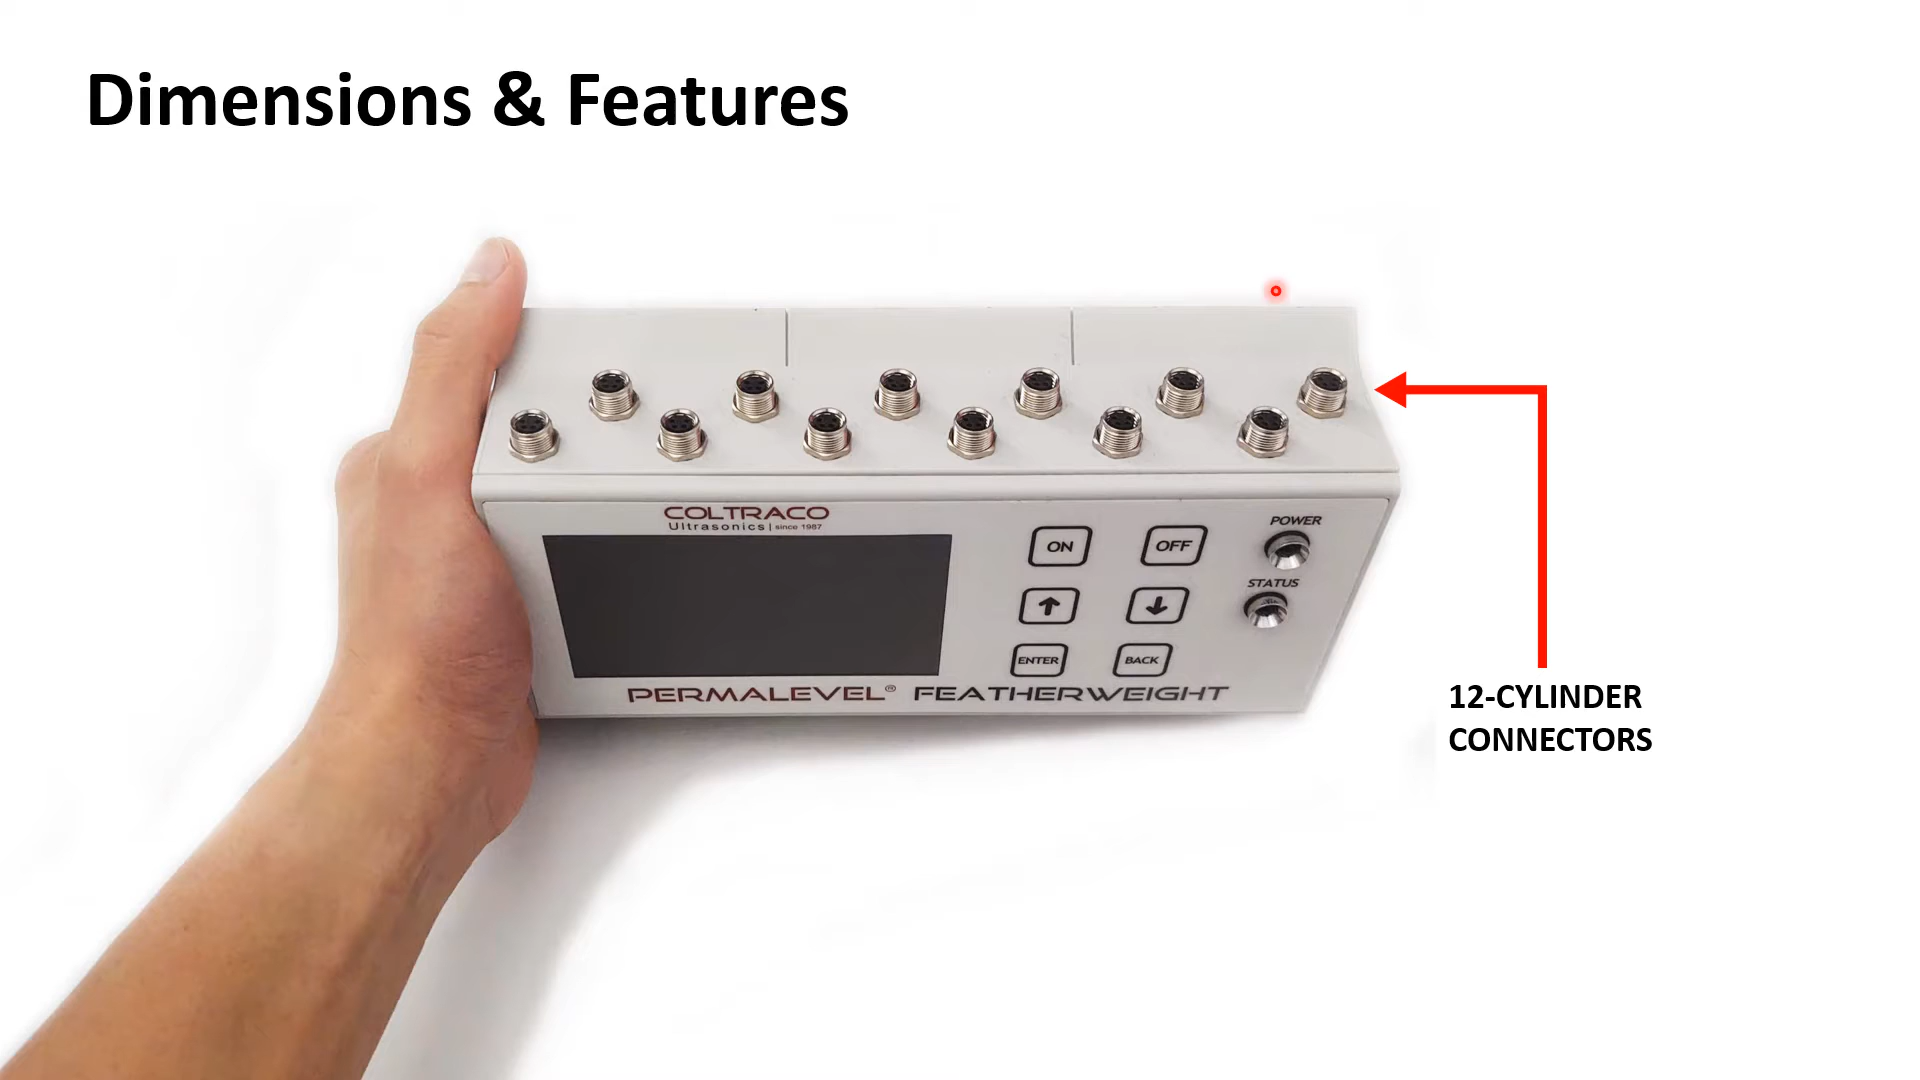 Dimensions & Features
COLTRACO
Ultrasonics | since 1987
POWER
ON
OFF
STATUS
ENTER
BACK
PERMALEVEL® FEATHERWEIGHT
12-CYLINDER
CONNECTORS